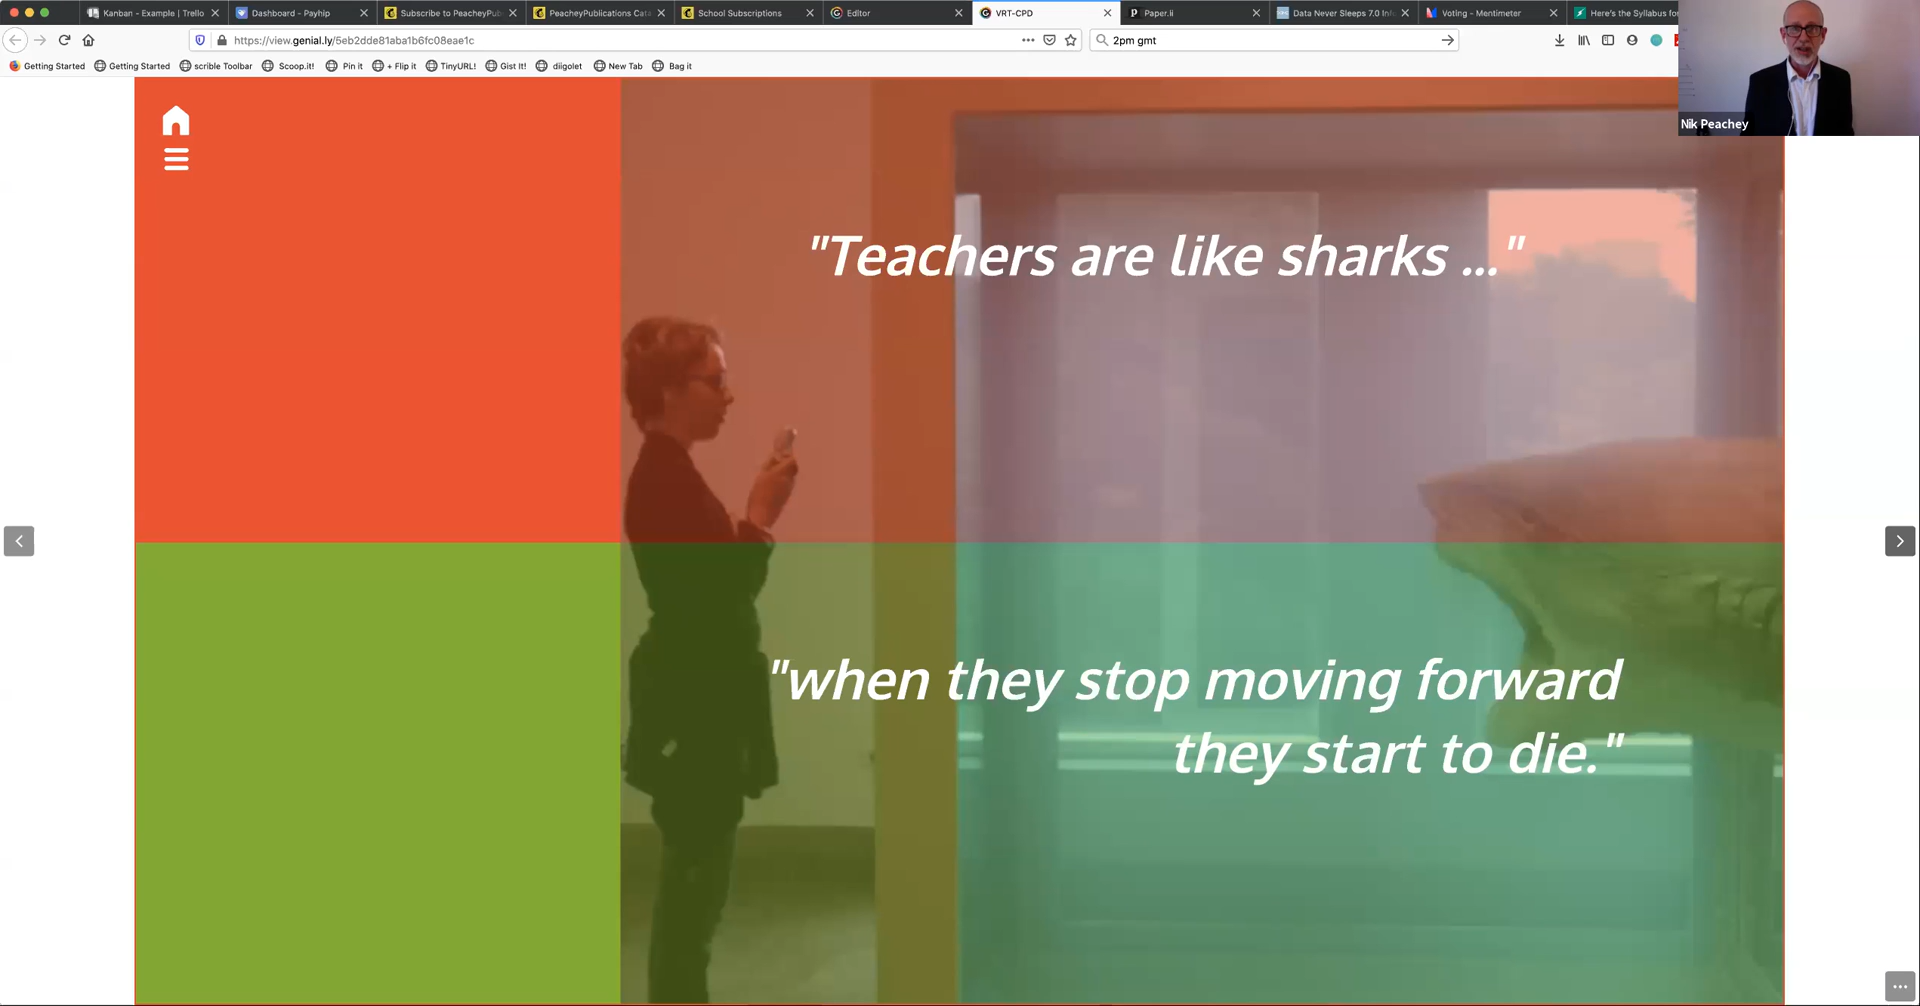 Kanban - Example | Trello
Dashboard - Payhip
Subscribe to PeacheyPub
PeacheyPublications Cata
School Subscriptions
Editor
VRT-CPD
Paper.li
Data Never Sleeps 7.0 Inf
Voting - Mentimeter
Here's the Syllabus for
https://view.genial.ly/5eb2dde81aba1b6fc08eae1c
2pm gmt
Getting Started
Getting Started
scrible Toolbar
Scoop.it!
Pin it
+ Flip it
TinyURL!
Gist It!
diigolet
New Tab
Bag it
Nik Peachey
"Teachers are like sharks ..."
"when they stop moving forward
they start to die."